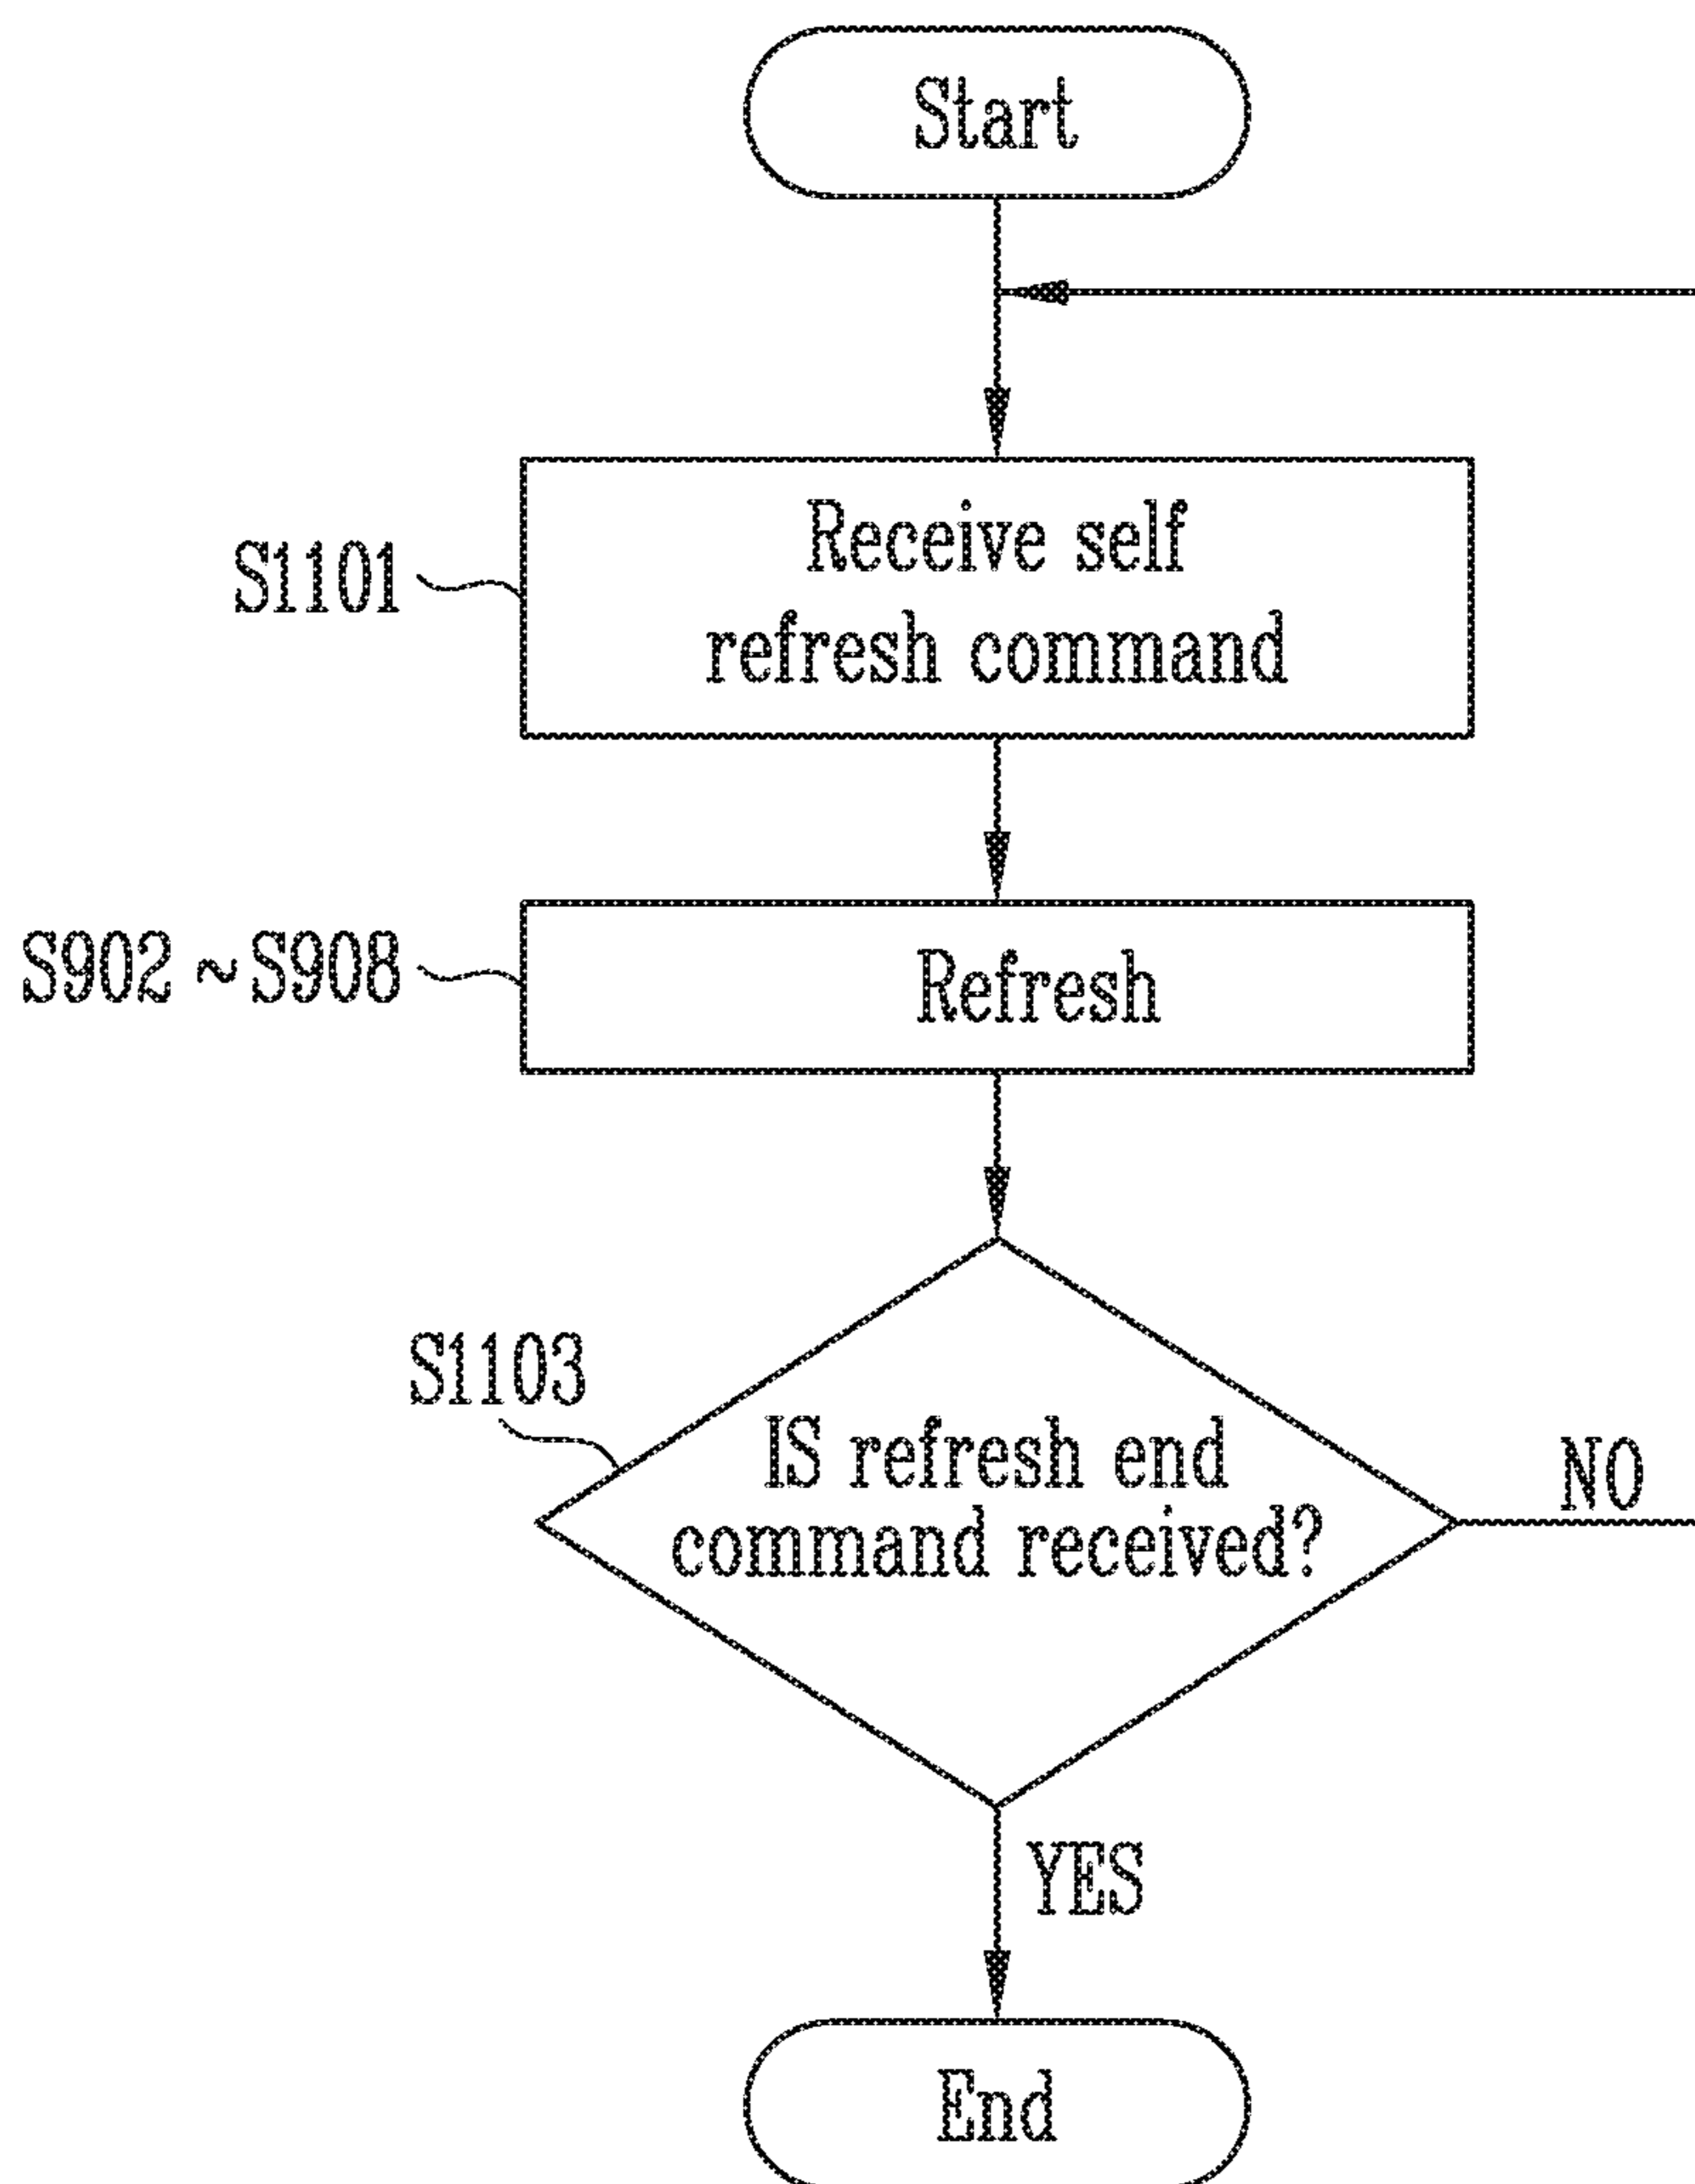 Start
S1101
Receive self
refresh command
S902 ~ S908
Refresh
S1103
IS refresh end
command received?
NO
YES
End